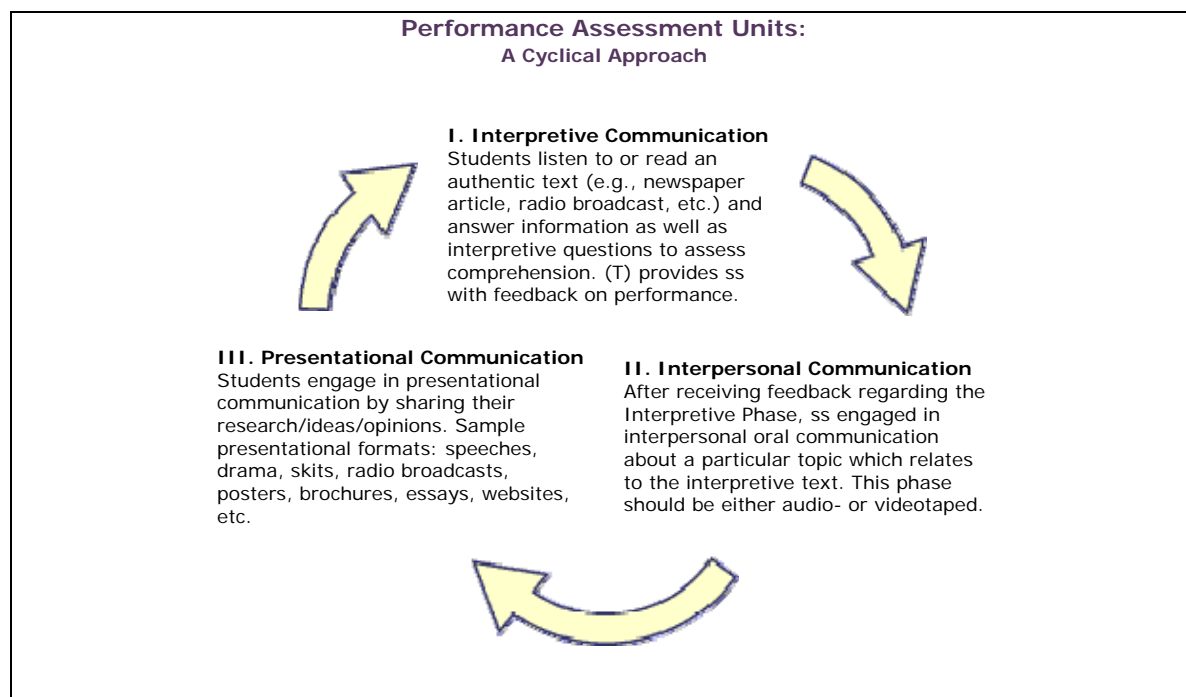 Performance Assessment Units:
A Cyclical Approach
I. Interpretive Communication
Students listen to or read an
authentic text (e.g., newspaper
article, radio broadcast, etc.) and
answer information as well as
interpretive questions to assess
comprehension. (T) provides ss
with feedback on performance.
II. Interpersonal Communication
After receiving feedback regarding the
Interpretive Phase, ss engaged in
interpersonal oral communication
about a particular topic which relates
to the interpretive text. This phase
should be either audio- or videotaped.
III. Presentational Communication
Students engage in presentational
communication by sharing their
research/ideas/opinions. Sample
presentational formats: speeches,
drama, skits, radio broadcasts,
posters, brochures, essays, websites,
etc.